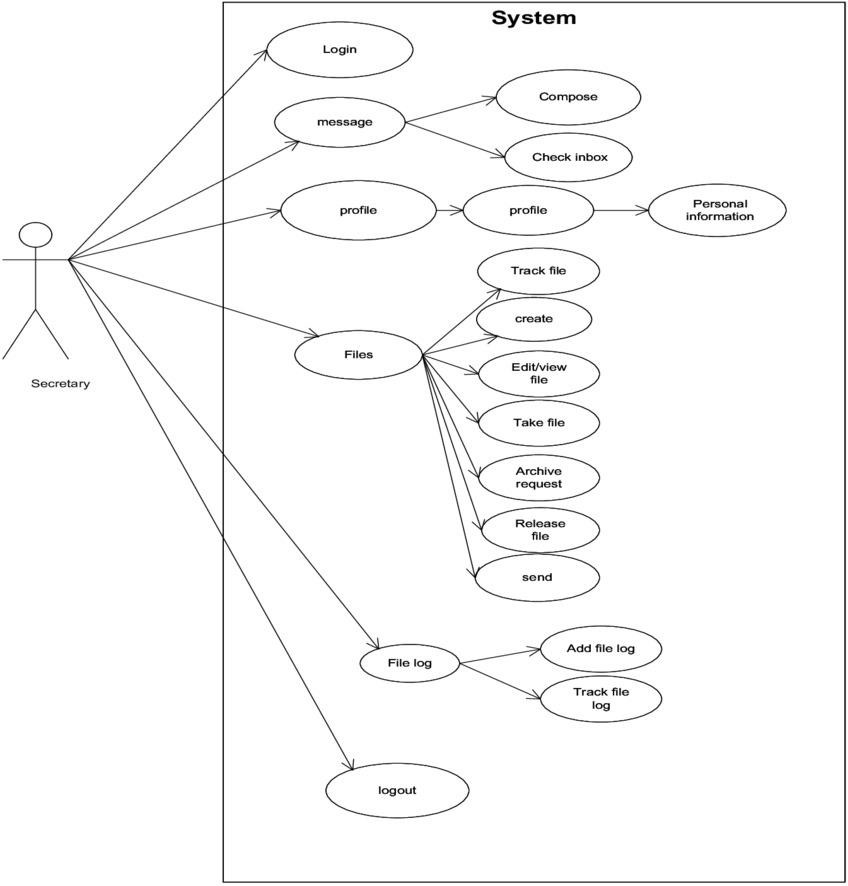 System
Login
message
Compose
Check inbox
profile
profile
Personal
information
Secretary
Files
Track file
create
Edit/view
file
Take file
Archive
request
Release
file
send
File log
Add file log
Track file
log
logout